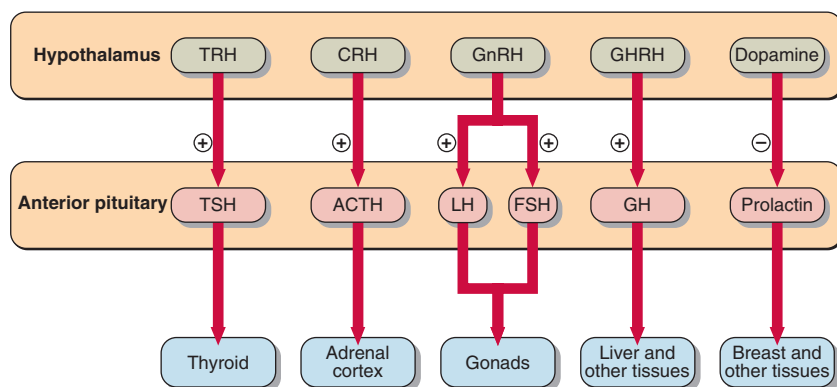 Hypothalamus TRH CRH GnRH GHRH Dopamine
+ + + + + −
Anterior pituitary TSH ACTH LH FSH GH Prolactin
Thyroid
Adrenal
cortex
Gonads
Liver and
other tissues
Breast and
other tissues